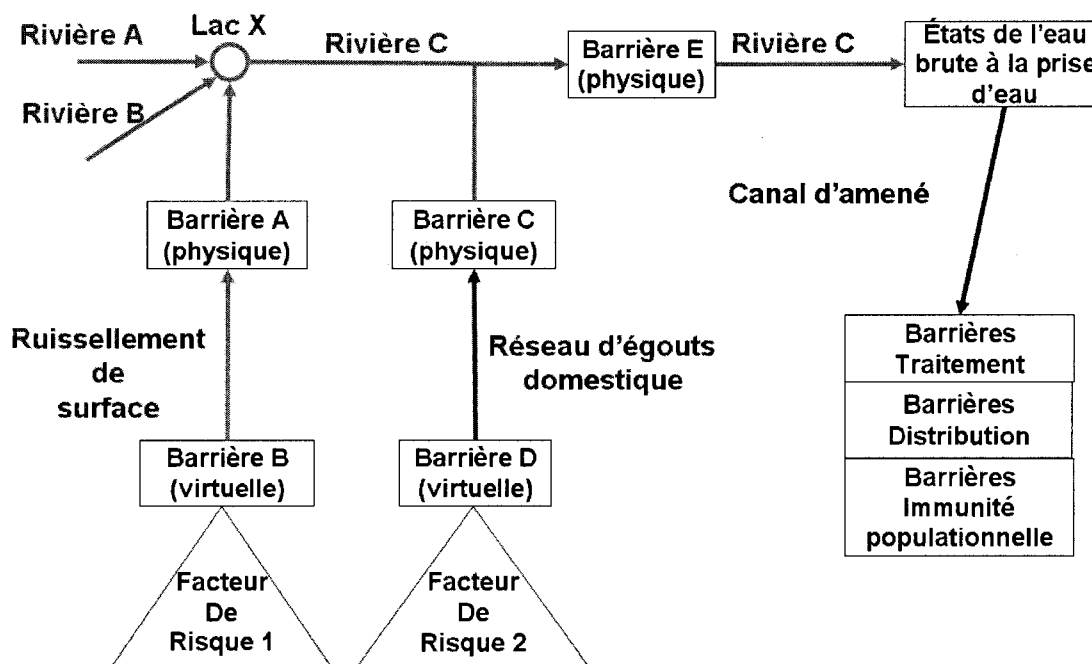 Rivière A
Lac X
Rivière C
Barrière E
(physique)
Rivière C
États de l'eau
brute à la prise
d'eau
Rivière B
Canal d'amené
Barrière A
(physique)
Barrière C
(physique)
Ruissellement
de
surface
Réseau d'égouts
domestique
Barrières
Traitement
Barrières
Distribution
Barrières
Immunité
populationnelle
Barrière B
(virtuelle)
Barrière D
(virtuelle)
Facteur
De
Risque 1
Facteur
De
Risque 2